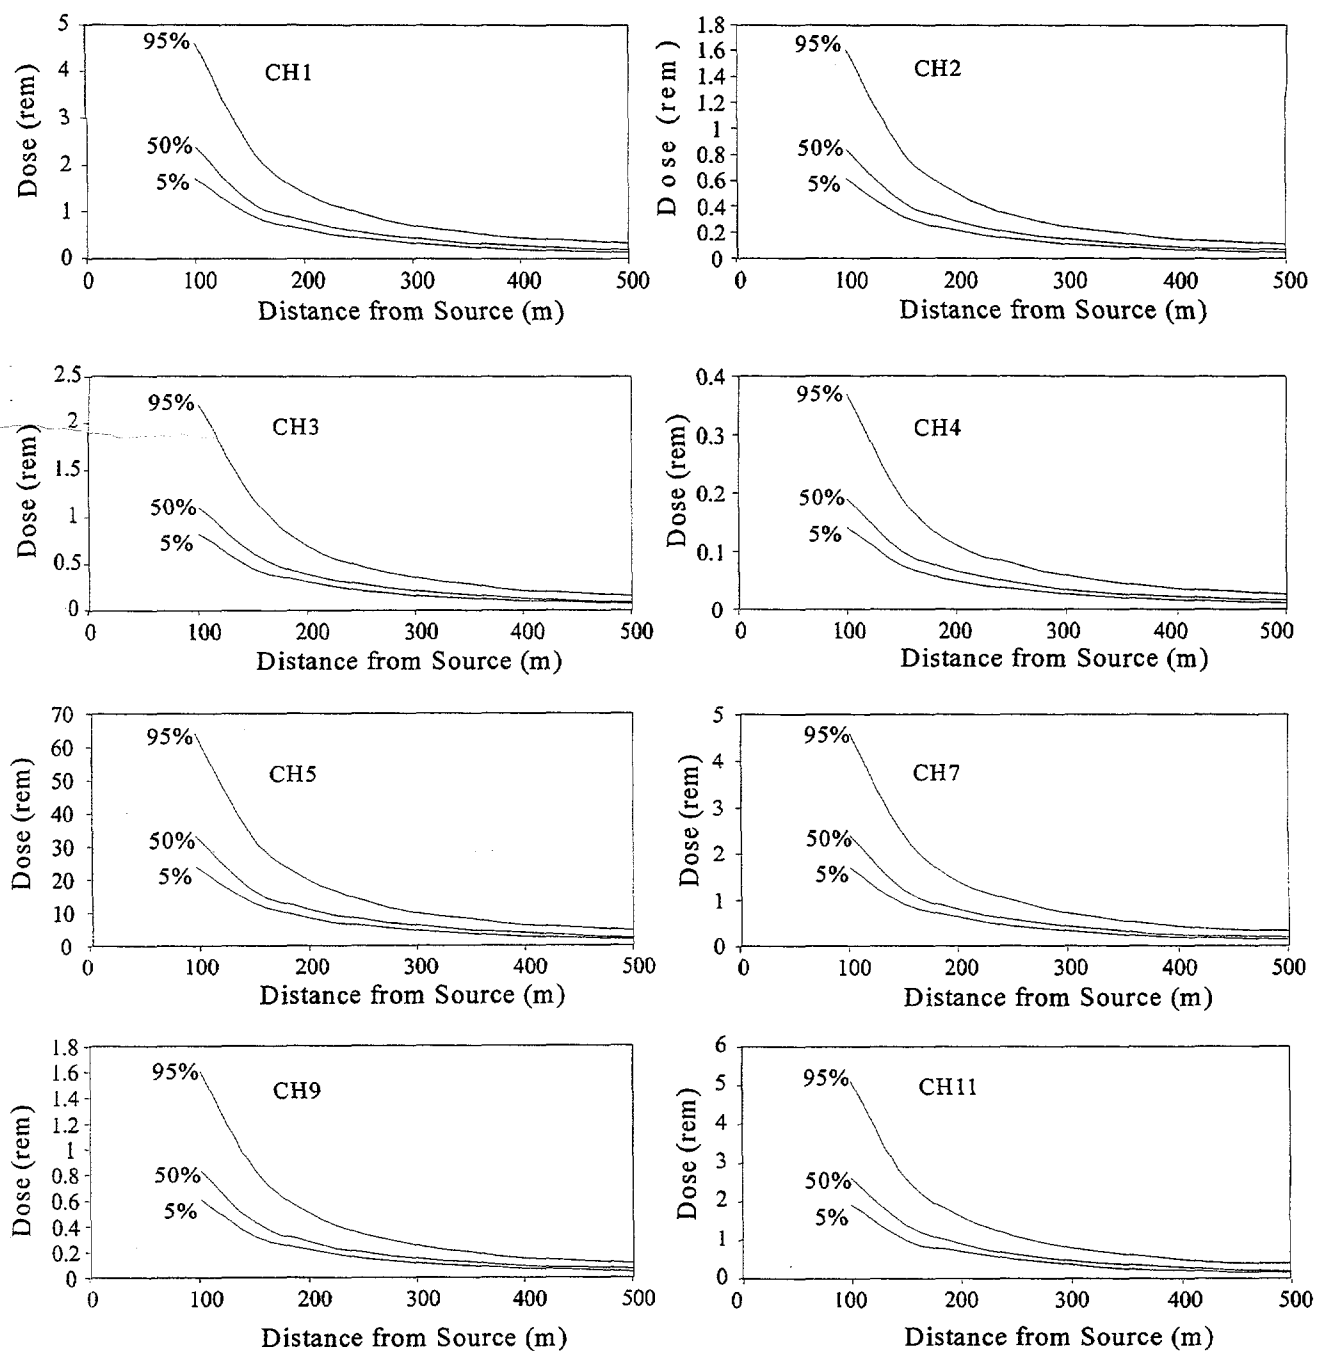 CH1
Dose (rem)
5
4
3
2
1
0
95%
50%
5%
0 100 200 300 400 500
Distance from Source (m)
CH2
Dose (rem)
1.8
1.6
1.4
1.2
1
0.8
0.6
0.4
0.2
0
95%
50%
5%
0 100 200 300 400 500
Distance from Source (m)
CH3
Dose (rem)
2.5
2
1.5
1
0.5
0
95%
50%
5%
0 100 200 300 400 500
Distance from Source (m)
CH4
Dose (rem)
0.4
0.3
0.2
0.1
0
95%
50%
5%
0 100 200 300 400 500
Distance from Source (m)
CH5
Dose (rem)
70
60
50
40
30
20
10
0
95%
50%
5%
0 100 200 300 400 500
Distance from Source (m)
CH7
Dose (rem)
5
4
3
2
1
0
95%
50%
5%
0 100 200 300 400 500
Distance from Source (m)
CH9
Dose (rem)
1.8
1.6
1.4
1.2
1
0.8
0.6
0.4
0.2
0
95%
50%
5%
0 100 200 300 400 500
Distance from Source (m)
CH11
Dose (rem)
6
5
4
3
2
1
0
95%
50%
5%
0 100 200 300 400 500
Distance from Source (m)